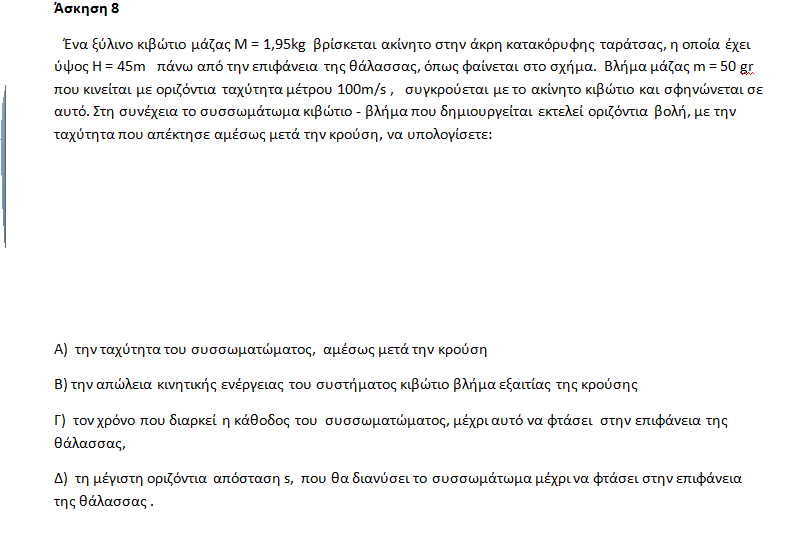 Άσκηση 8
Ένα ξύλινο κιβώτιο μάζας M = 1,95kg βρίσκεται ακίνητο στην άκρη κατακόρυφης ταράτσας, η οποία έχει
ύψος H = 45m πάνω από την επιφάνεια της θάλασσας, όπως φαίνεται στο σχήμα. Βλήμα μάζας m = 50 gr
που κινείται με οριζόντια ταχύτητα μέτρου 100m/s , συγκρούεται με το ακίνητο κιβώτιο και σφηνώνεται σε
αυτό. Στη συνέχεια το συσσωμάτωμα κιβώτιο - βλήμα που δημιουργείται εκτελεί οριζόντια βολή, με την
ταχύτητα που απέκτησε αμέσως μετά την κρούση, να υπολογίσετε:
Α) την ταχύτητα του συσσωματώματος, αμέσως μετά την κρούση
Β) την απώλεια κινητικής ενέργειας του συστήματος κιβώτιο βλήμα εξαιτίας της κρούσης
Γ) τον χρόνο που διαρκεί η κάθοδος του συσσωματώματος, μέχρι αυτό να φτάσει στην επιφάνεια της
θάλασσας,
Δ) τη μέγιστη οριζόντια απόσταση s, που θα διανύσει το συσσωμάτωμα μέχρι να φτάσει στην επιφάνεια
της θάλασσας .